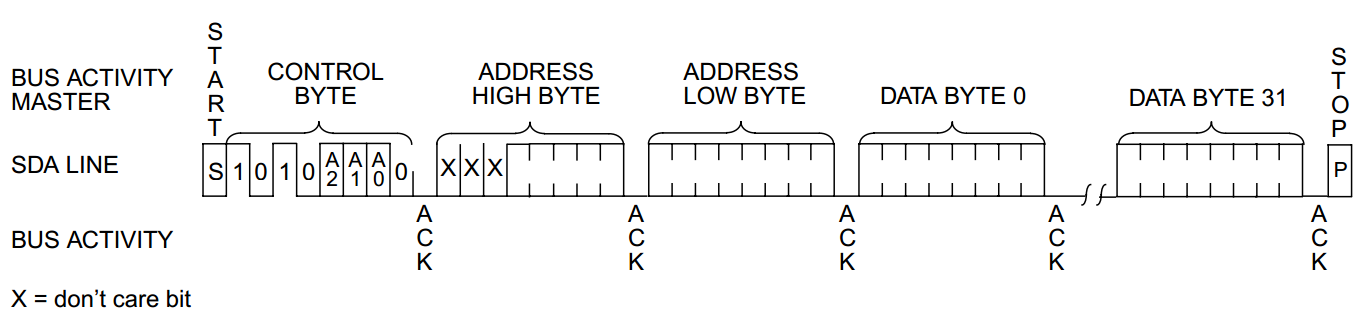 START
BUS ACTIVITY
MASTER
CONTROL
BYTE
ADDRESS
HIGH BYTE
ADDRESS
LOW BYTE
DATA BYTE 0
DATA BYTE 31
STOP
SDA LINE
S 1 0 1 0 A2 A1 A0 0 X X X P
BUS ACTIVITY
ACK ACK ACK ACK ACK
X = don't care bit